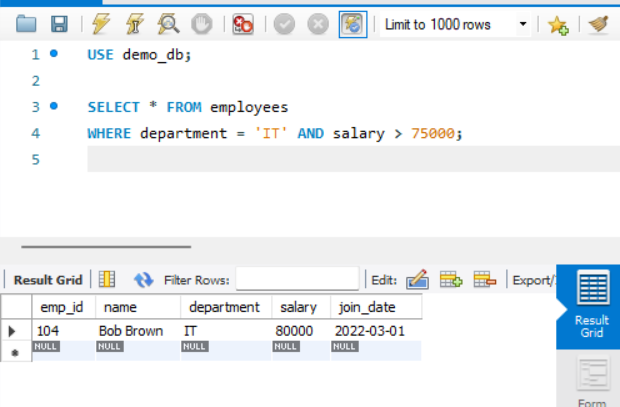 Limit to 1000 rows
1 USE demo_db;
2
3 SELECT * FROM employees
4 WHERE department = 'IT' AND salary > 75000;
5
Result Grid Filter Rows: Edit: Export/
emp_id name department salary join_date
104 Bob Brown IT 80000 2022-03-01
NULL NULL NULL NULL NULL
Result
Grid
Form